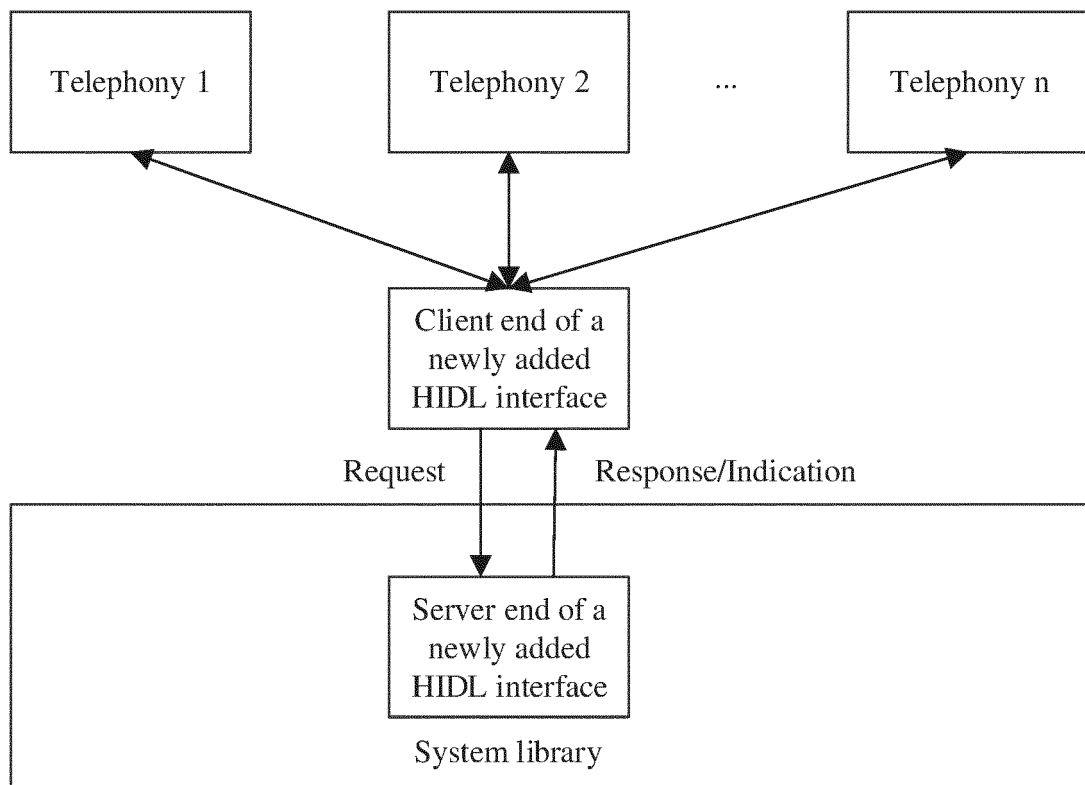 Telephony 1
Telephony 2
...
Telephony n
Client end of a
newly added
HIDL interface
Request
Response/Indication
Server end of a
newly added
HIDL interface
System library